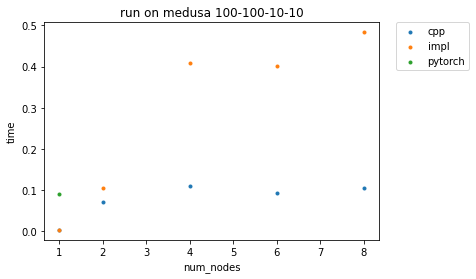 run on medusa 100-100-10-10
cpp
impl
pytorch
time
0.5
0.4
0.3
0.2
0.1
0.0
1 2 3 4 5 6 7 8
num_nodes